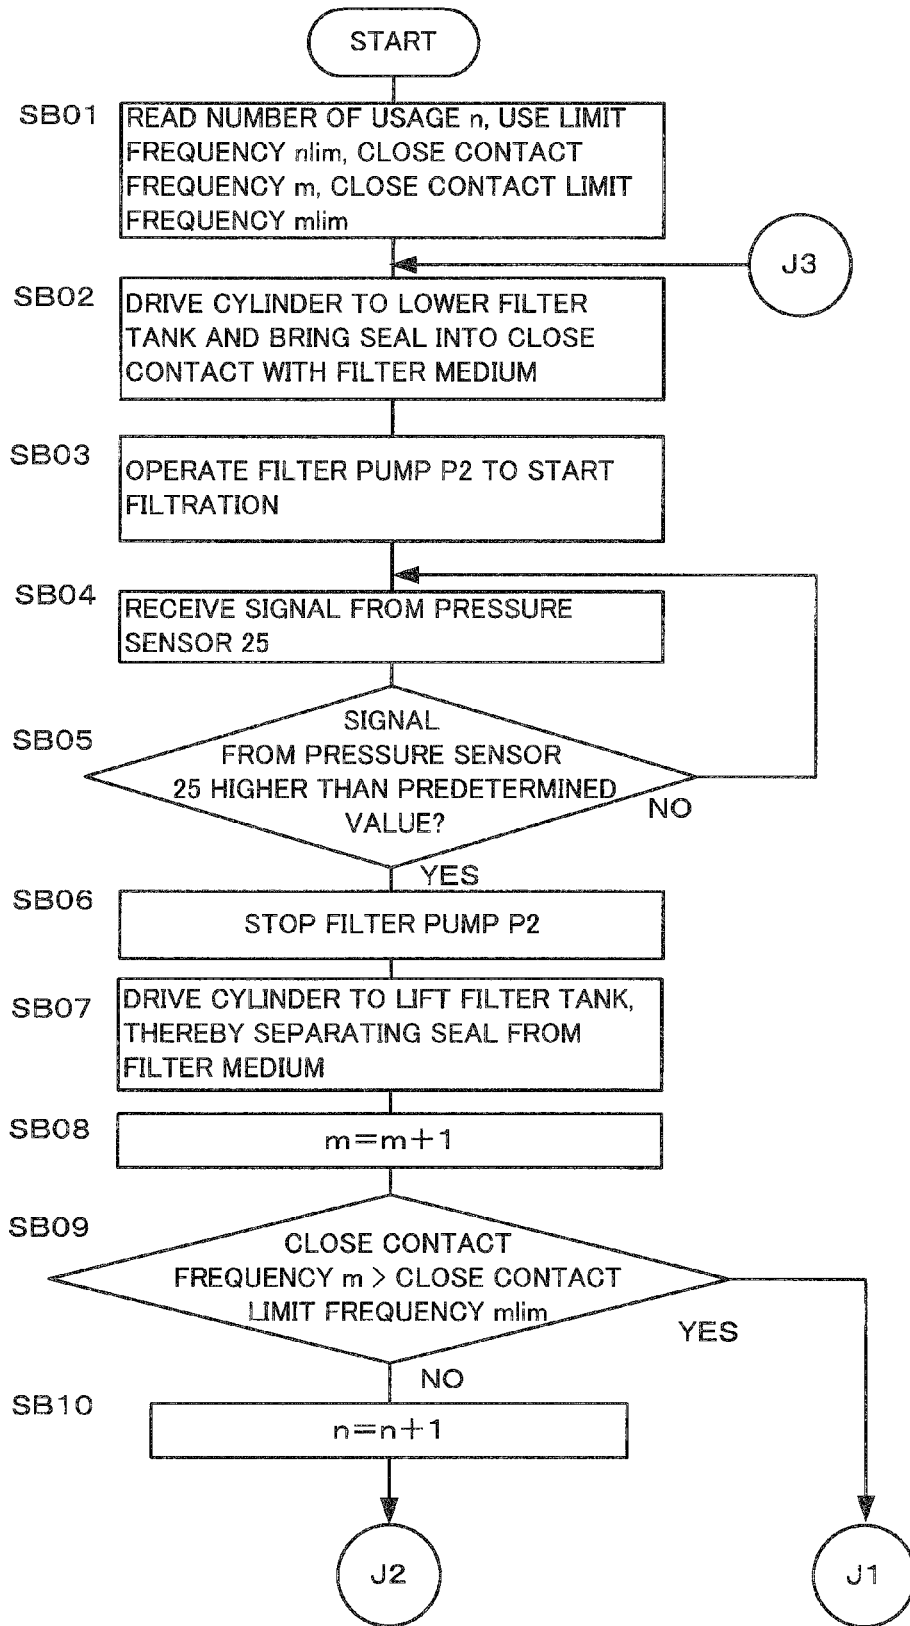 START
SB01
READ NUMBER OF USAGE n, USE LIMIT
FREQUENCY nlim, CLOSE CONTACT
FREQUENCY m, CLOSE CONTACT LIMIT
FREQUENCY mlim
J3
SB02
DRIVE CYLINDER TO LOWER FILTER
TANK AND BRING SEAL INTO CLOSE
CONTACT WITH FILTER MEDIUM
SB03
OPERATE FILTER PUMP P2 TO START
FILTRATION
SB04
RECEIVE SIGNAL FROM PRESSURE
SENSOR 25
SB05
SIGNAL
FROM PRESSURE SENSOR
25 HIGHER THAN PREDETERMINED
VALUE?
NO
YES
SB06
STOP FILTER PUMP P2
SB07
DRIVE CYLINDER TO LIFT FILTER TANK,
THEREBY SEPARATING SEAL FROM
FILTER MEDIUM
SB08
m=m+1
SB09
CLOSE CONTACT
FREQUENCY m > CLOSE CONTACT
LIMIT FREQUENCY mlim
YES
NO
SB10
n=n+1
J2
J1